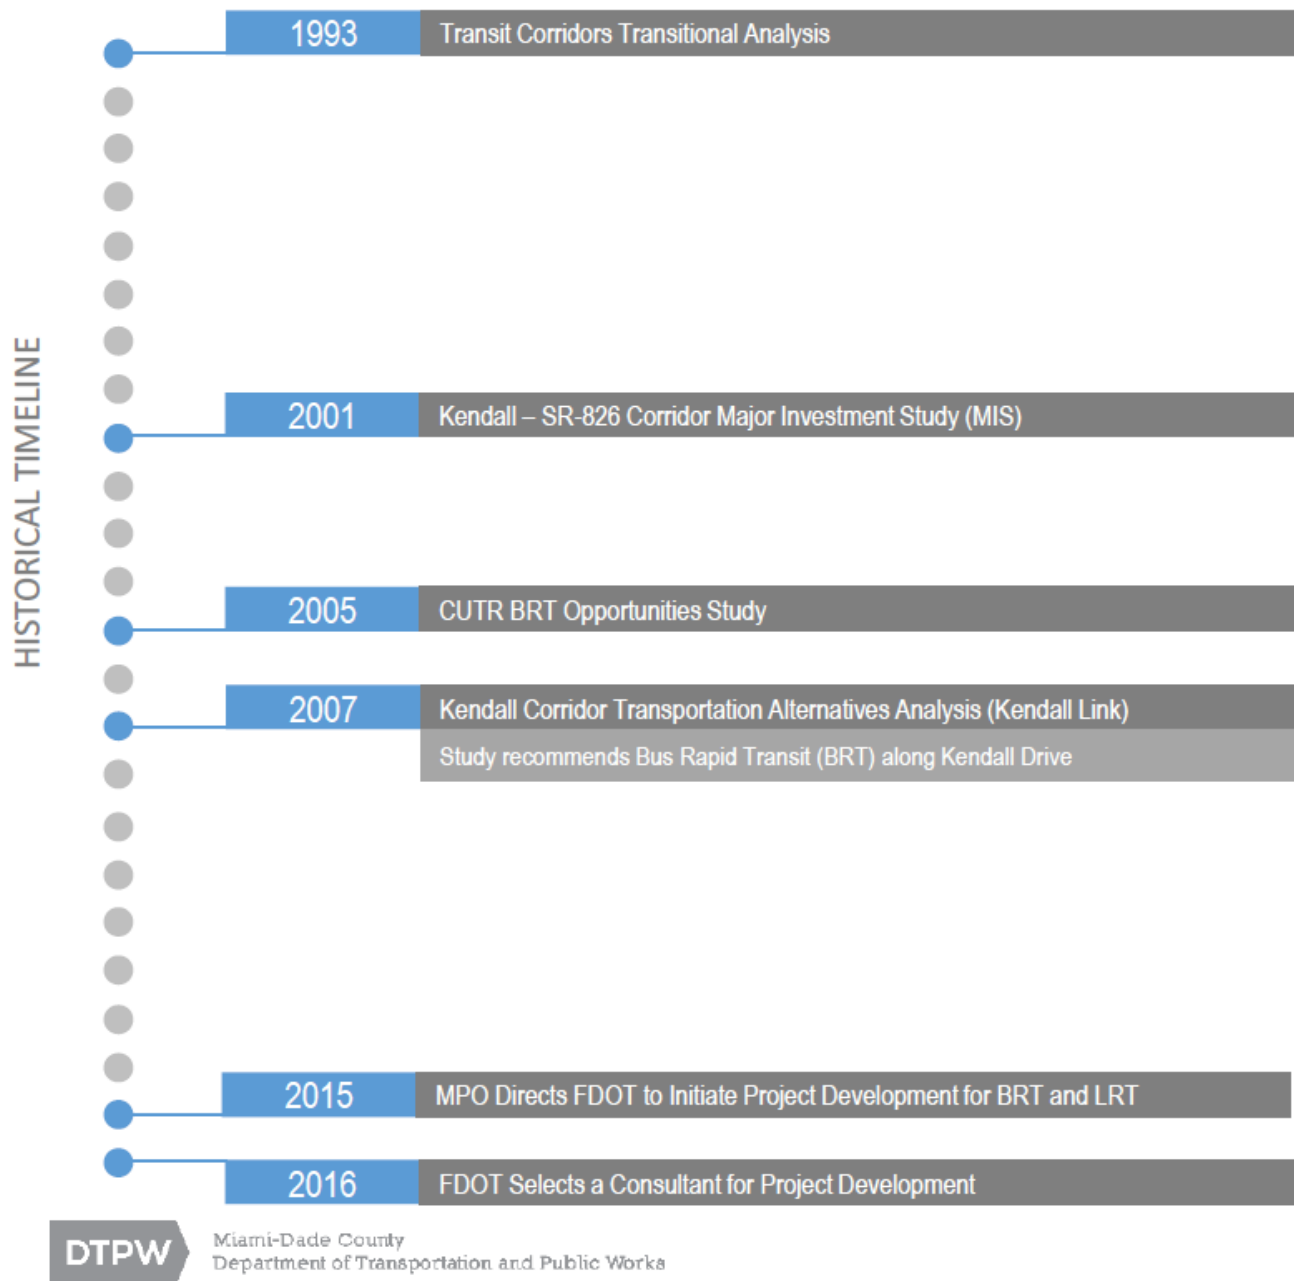 1993
Transit Corridors Transitional Analysis
2001
Kendall – SR-826 Corridor Major Investment Study (MIS)
HISTORICAL TIMELINE
2005
CUTR BRT Opportunities Study
2007
Kendall Corridor Transportation Alternatives Analysis (Kendall Link)
Study recommends Bus Rapid Transit (BRT) along Kendall Drive
2015
MPO Directs FDOT to Initiate Project Development for BRT and LRT
2016
FDOT Selects a Consultant for Project Development
DTPW
Miami-Dade County
Department of Transportation and Public Works